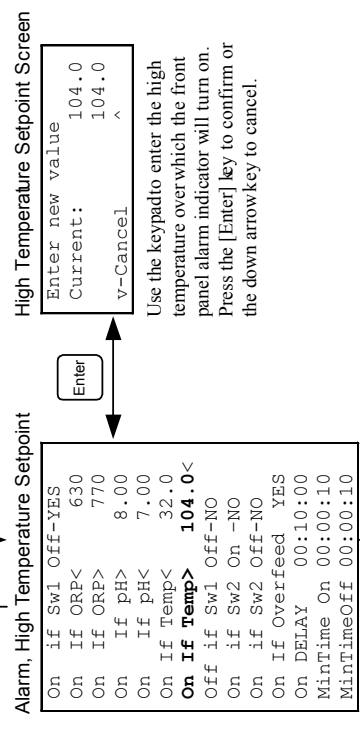 Alarm, High Temperature Setpoint
On if Sw1 Off-YES
On If ORP< 630
On If ORP> 770
On If pH> 8.00
On If pH< 7.00
On If Temp< 32.0
On If Temp> 104.0<
Off if Sw1 Off-NO
On if Sw2 On -NO
On if Sw2 Off-NO
On If Overfeed YES
On DELAY 00:10:00
MinTime On 00:00:10
MinTimeOff 00:00:10
Enter
High Temperature Setpoint Screen
Enter new value
Current: 104.0
104.0
v-Cancel ^
Use the keypadto enter the high
temperature over which the front
panel alarm indicator will turn on.
Press the [Enter] key to confirm or
the down arrow key to cancel.